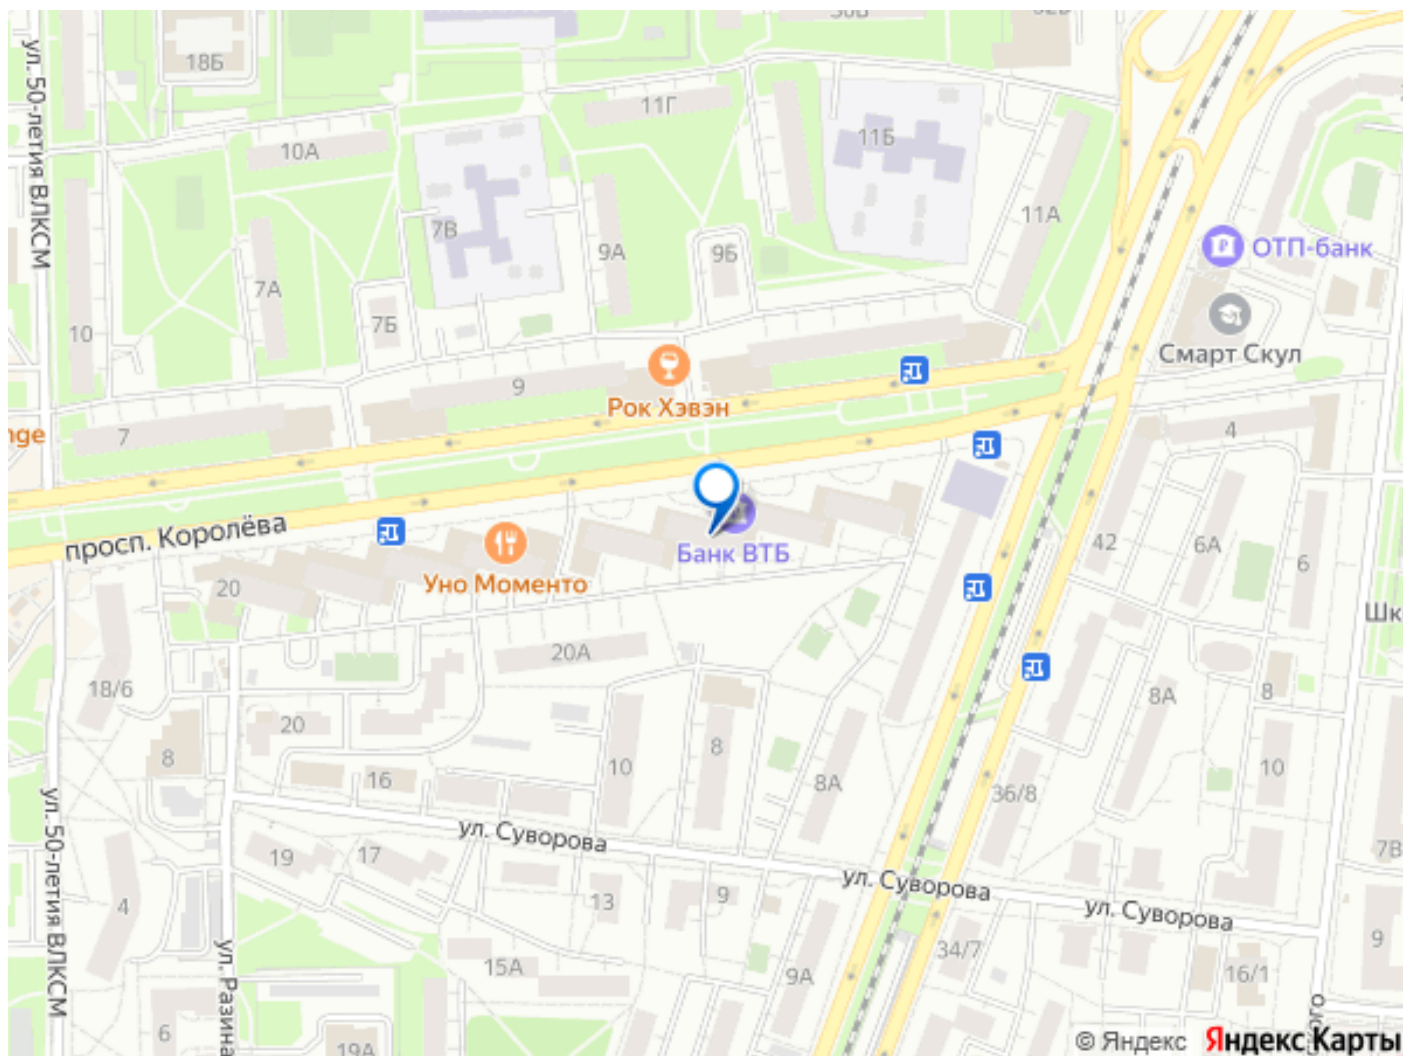 18Б
ул. 50-летия ВЛКСМ
10А
11Г
11Б
11А
7В
9А
9Б
7А
7Б
10
ОТП-банк
Смарт Скул
9
Рок Хэвэн
7
nge
4
просп. Королёва
Банк ВТБ
Уно Моменто
20
42
6А
6
Шк
20А
18/6
20
8
8А
8
16
10
8
8А
10
36/8
ул. Суворова
ул. 50-летия ВЛКСМ
19
17
7В
ул. Суворова
13
9
4
ул. Суворова
34/7
9
ул. Разина
15А
9А
16/1
6
19А
© Яндекс
Яндекс Карты